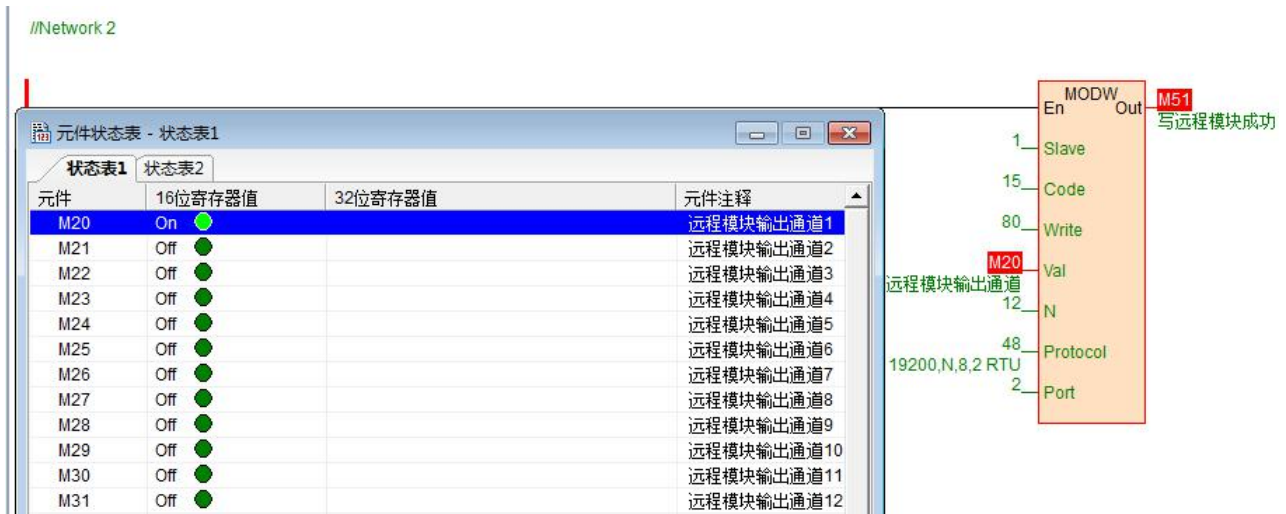 //Network 2
MODW
En Out M51
写远程模块成功
1 Slave
15 Code
80 Write
M20 Val
远程模块输出通道
12 N
48 Protocol
19200,N,8,2 RTU
2 Port
元件状态表 - 状态表1
状态表1 状态表2
元件 16位寄存器值 32位寄存器值 元件注释
M20 On 远程模块输出通道1
M21 Off 远程模块输出通道2
M22 Off 远程模块输出通道3
M23 Off 远程模块输出通道4
M24 Off 远程模块输出通道5
M25 Off 远程模块输出通道6
M26 Off 远程模块输出通道7
M27 Off 远程模块输出通道8
M28 Off 远程模块输出通道9
M29 Off 远程模块输出通道10
M30 Off 远程模块输出通道11
M31 Off 远程模块输出通道12